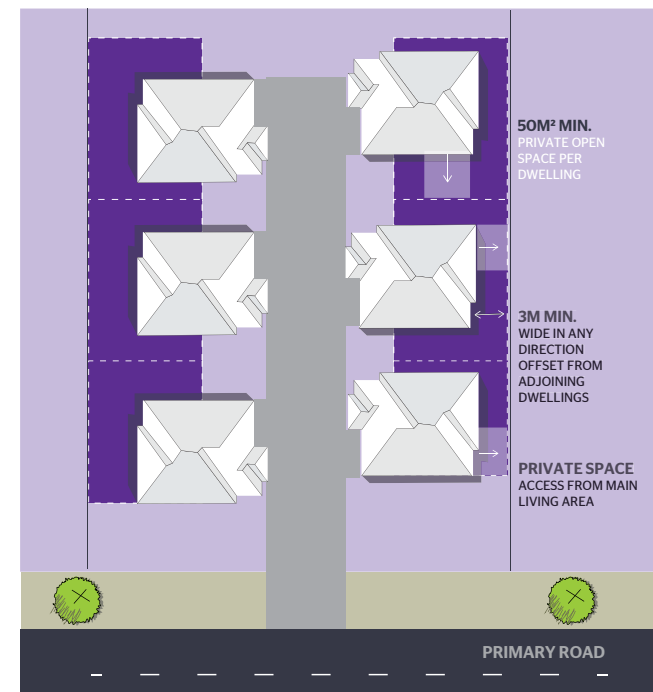 50M² MIN.
PRIVATE OPEN
SPACE PER
DWELLING
3M MIN.
WIDE IN ANY
DIRECTION
OFFSET FROM
ADJOINING
DWELLINGS
PRIVATE SPACE
ACCESS FROM MAIN
LIVING AREA
PRIMARY ROAD